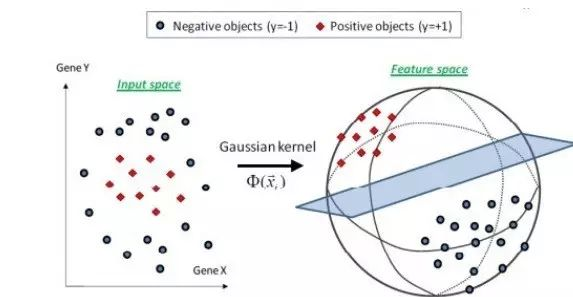 Negative objects (y=-1) Positive objects (y=+1)
Gene Y
Input space
Feature space
Gaussian kernel
Φ(x⃗ᵢ)
Gene X